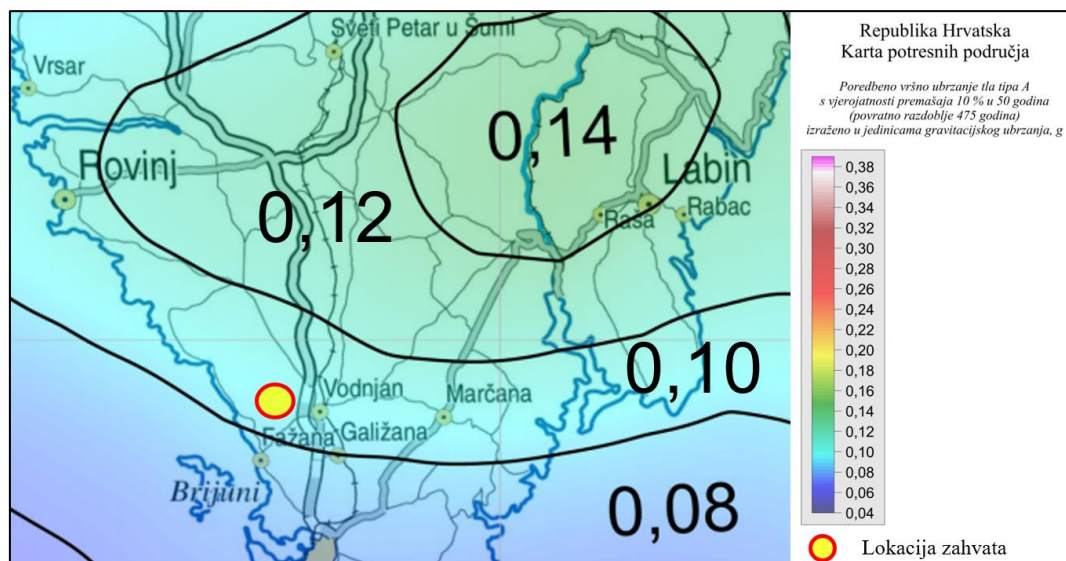 Sveti Petar u Šumi
Vrsar
0,14
Rovinj
Labin
Raša
Rabac
0,12
0,10
Vodnjan
Marčana
Fažana
Galižana
Brijuni
0,08
Republika Hrvatska
Karta potresnih područja
Poredbeno vršno ubrzanje tla tipa A
s vjerojatnosti premašaja 10 % u 50 godina
(povratno razdoblje 475 godina)
izraženo u jedinicama gravitacijskog ubrzanja, g
0,38
0,36
0,34
0,32
0,30
0,28
0,26
0,24
0,22
0,20
0,18
0,16
0,14
0,12
0,10
0,08
0,06
0,04
Lokacija zahvata